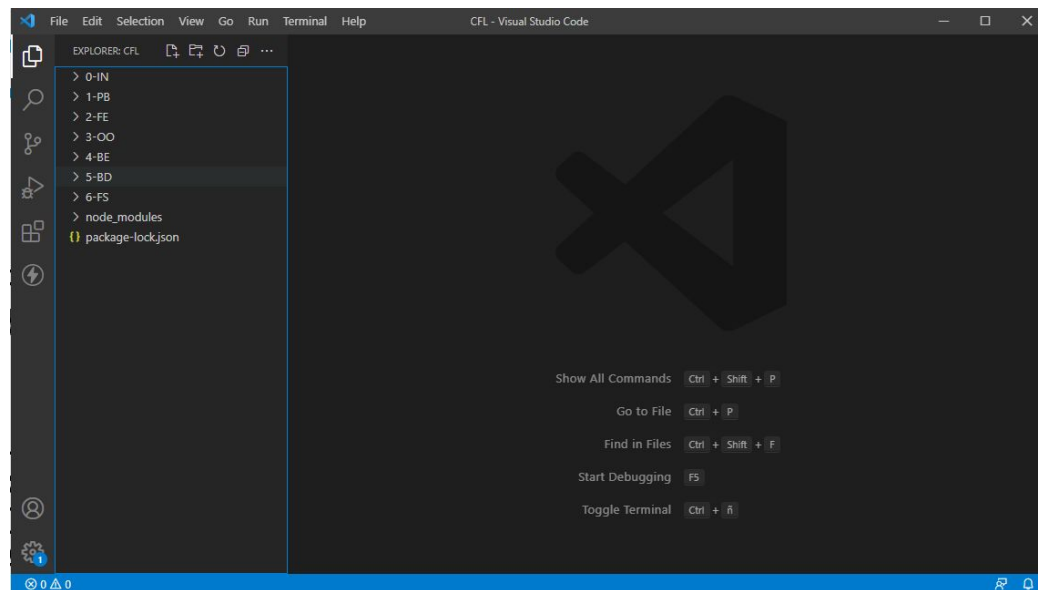 File Edit Selection View Go Run Terminal Help CFL - Visual Studio Code
EXPLORER: CFL
0-IN
1-PB
2-FE
3-OO
4-BE
5-BD
6-FS
node_modules
{} package-lock.json
Show All Commands Ctrl + Shift + P
Go to File Ctrl + P
Find in Files Ctrl + Shift + F
Start Debugging F5
Toggle Terminal Ctrl + ñ
1
0 0